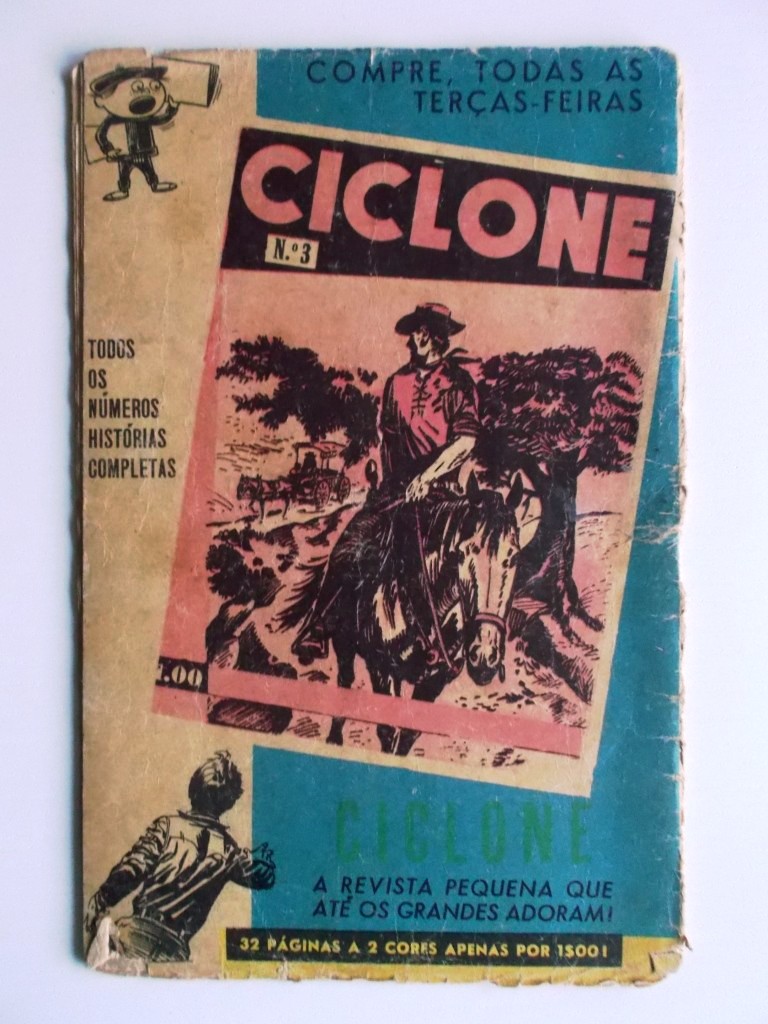 COMPRE, TODAS AS
TERÇAS-FEIRAS
CICLONE
N.º 3
TODOS
OS
NÚMEROS
HISTÓRIAS
COMPLETAS
.00
CICLONE
A REVISTA PEQUENA QUE
ATÉ OS GRANDES ADORAM!
32 PÁGINAS A 2 CORES APENAS POR 1$00!